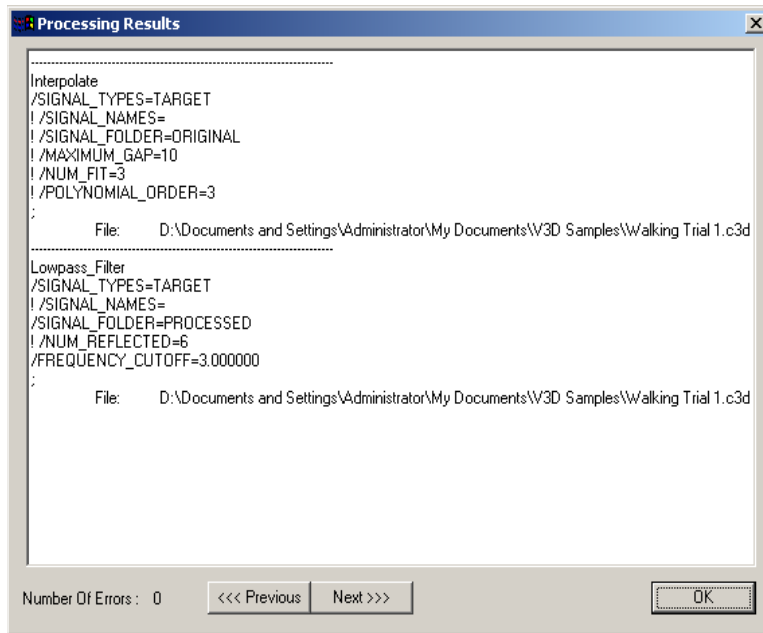 Processing Results
----------------------------------------------------------------------------
Interpolate
/SIGNAL_TYPES=TARGET
! /SIGNAL_NAMES=
! /SIGNAL_FOLDER=ORIGINAL
! /MAXIMUM_GAP=10
! /NUM_FIT=3
! /POLYNOMIAL_ORDER=3
;
File: D:\Documents and Settings\Administrator\My Documents\V3D Samples\Walking Trial 1.c3d
----------------------------------------------------------------------------
Lowpass_Filter
/SIGNAL_TYPES=TARGET
! /SIGNAL_NAMES=
/SIGNAL_FOLDER=PROCESSED
! /NUM_REFLECTED=6
/FREQUENCY_CUTOFF=3.000000
;
File: D:\Documents and Settings\Administrator\My Documents\V3D Samples\Walking Trial 1.c3d
Number Of Errors : 0 <<< Previous Next >>> OK